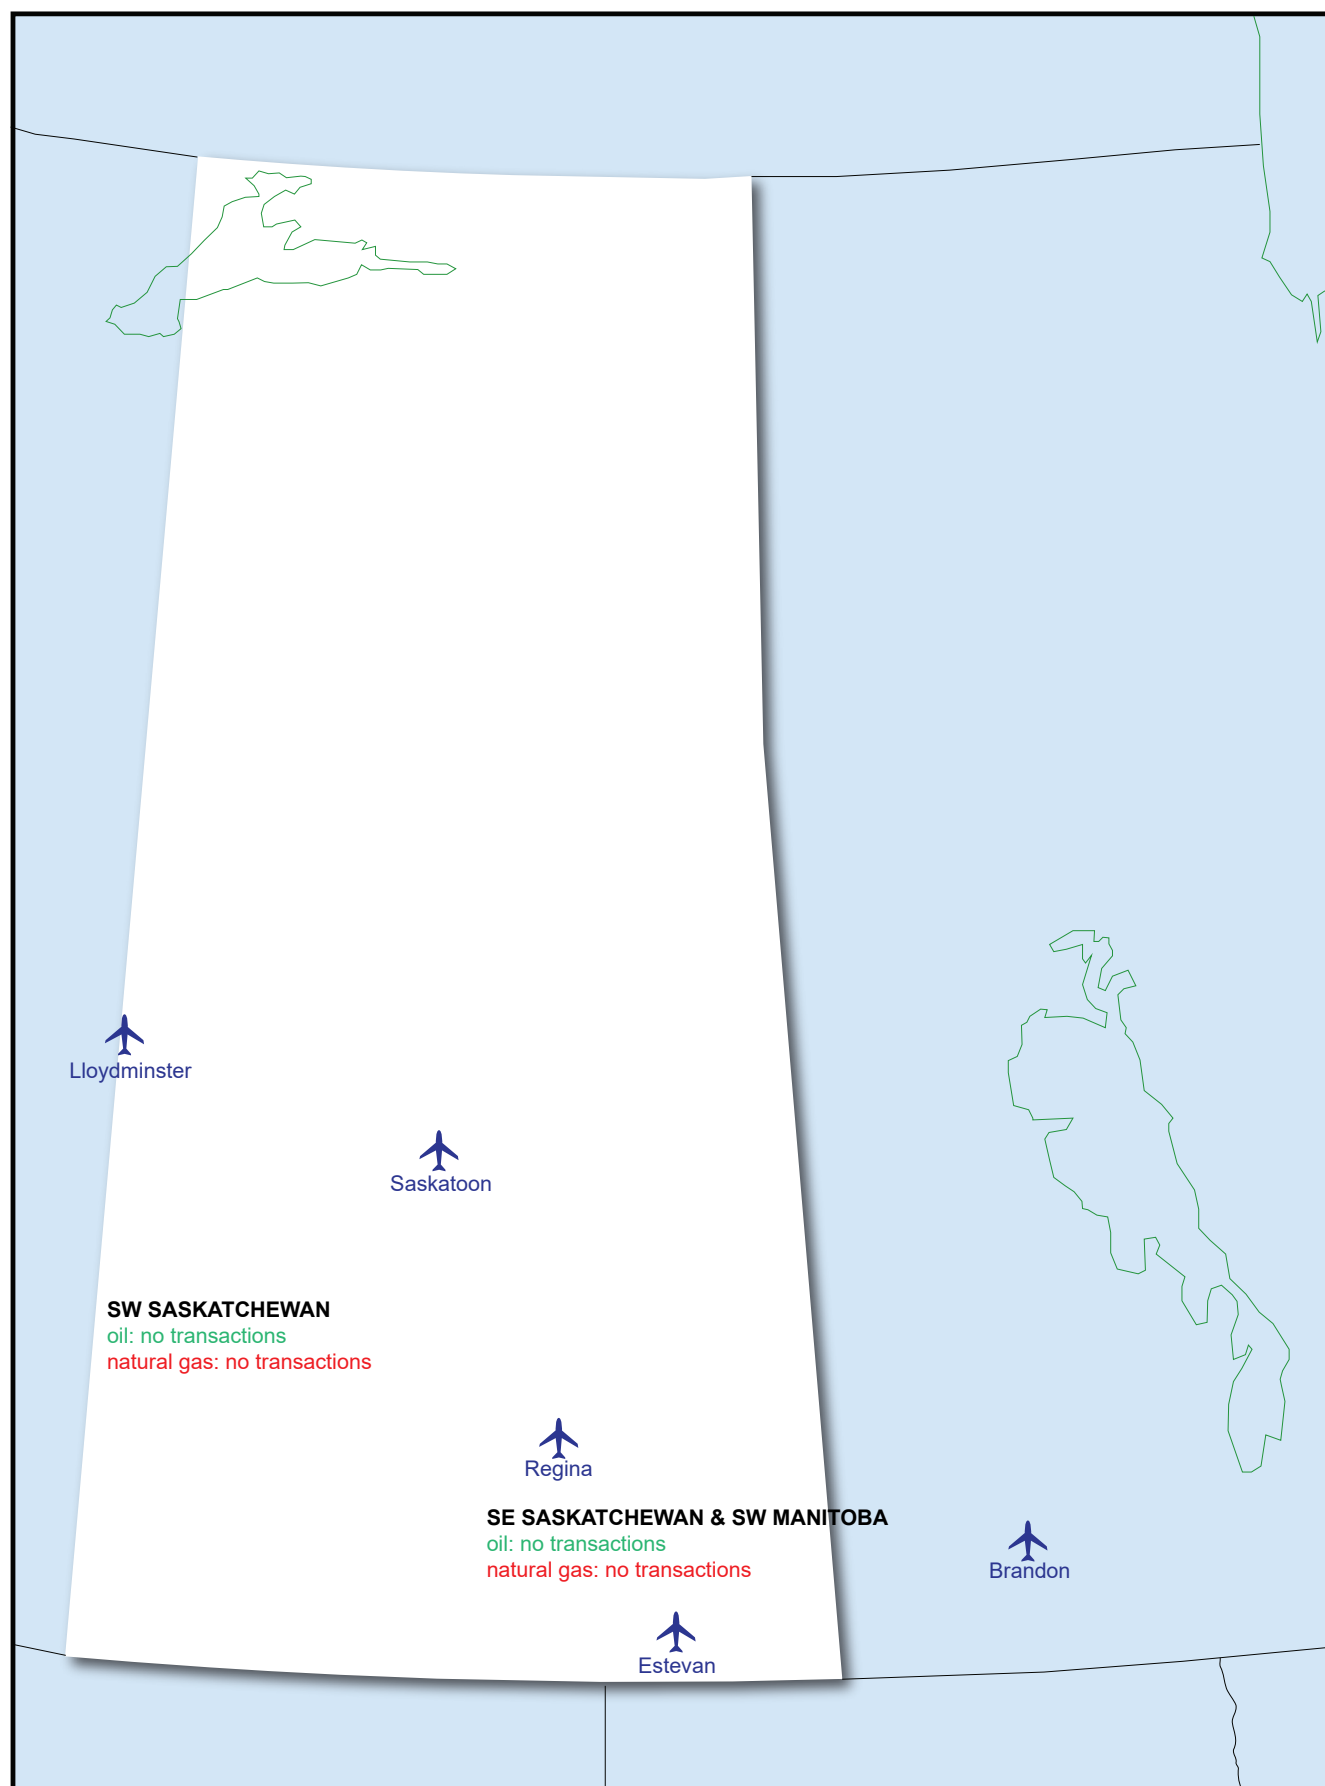 Lloydminster
Saskatoon
SW SASKATCHEWAN
oil: no transactions
natural gas: no transactions
Regina
SE SASKATCHEWAN & SW MANITOBA
oil: no transactions
natural gas: no transactions
Brandon
Estevan